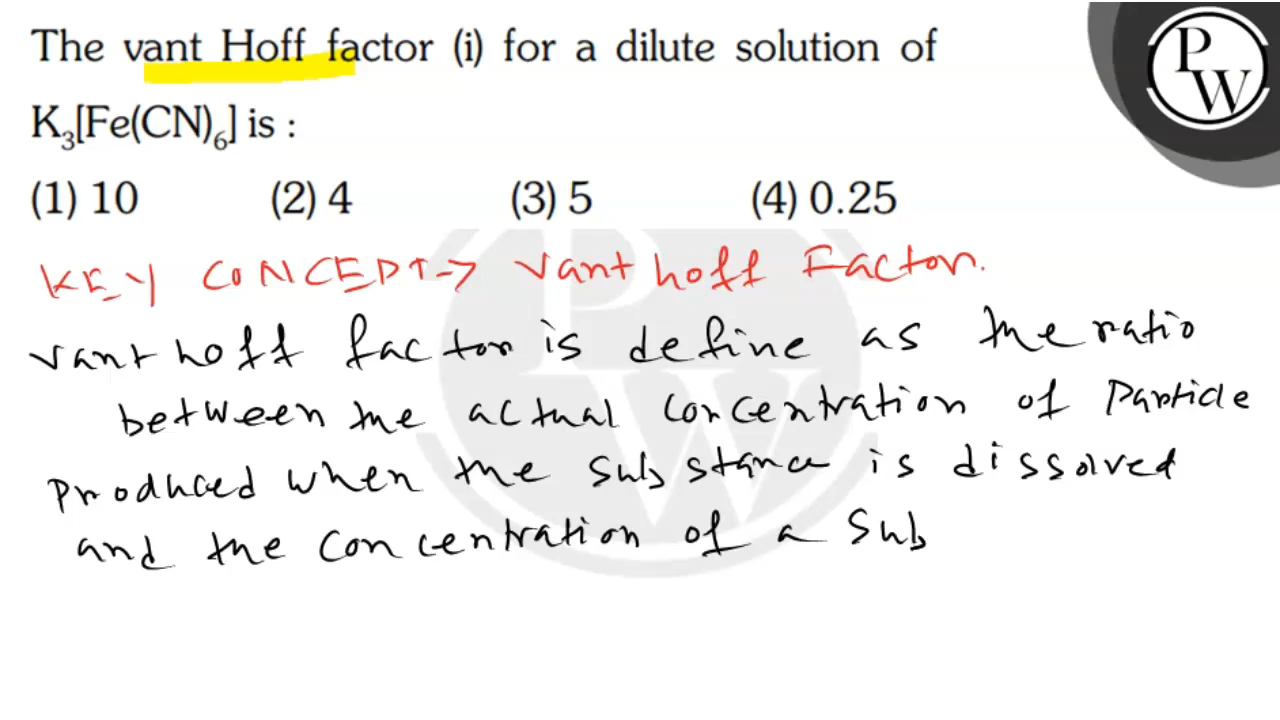 The vant Hoff factor (i) for a dilute solution of
K₃[Fe(CN)₆] is :
(1) 10 (2) 4 (3) 5 (4) 0.25
KEY CONCEPT → Vant hoff Factor.
vant hoff factor is define as the ratio
between the actual concentration of Particle
Produced when the substance is dissolved
and the concentration of a Sub
PW
PW